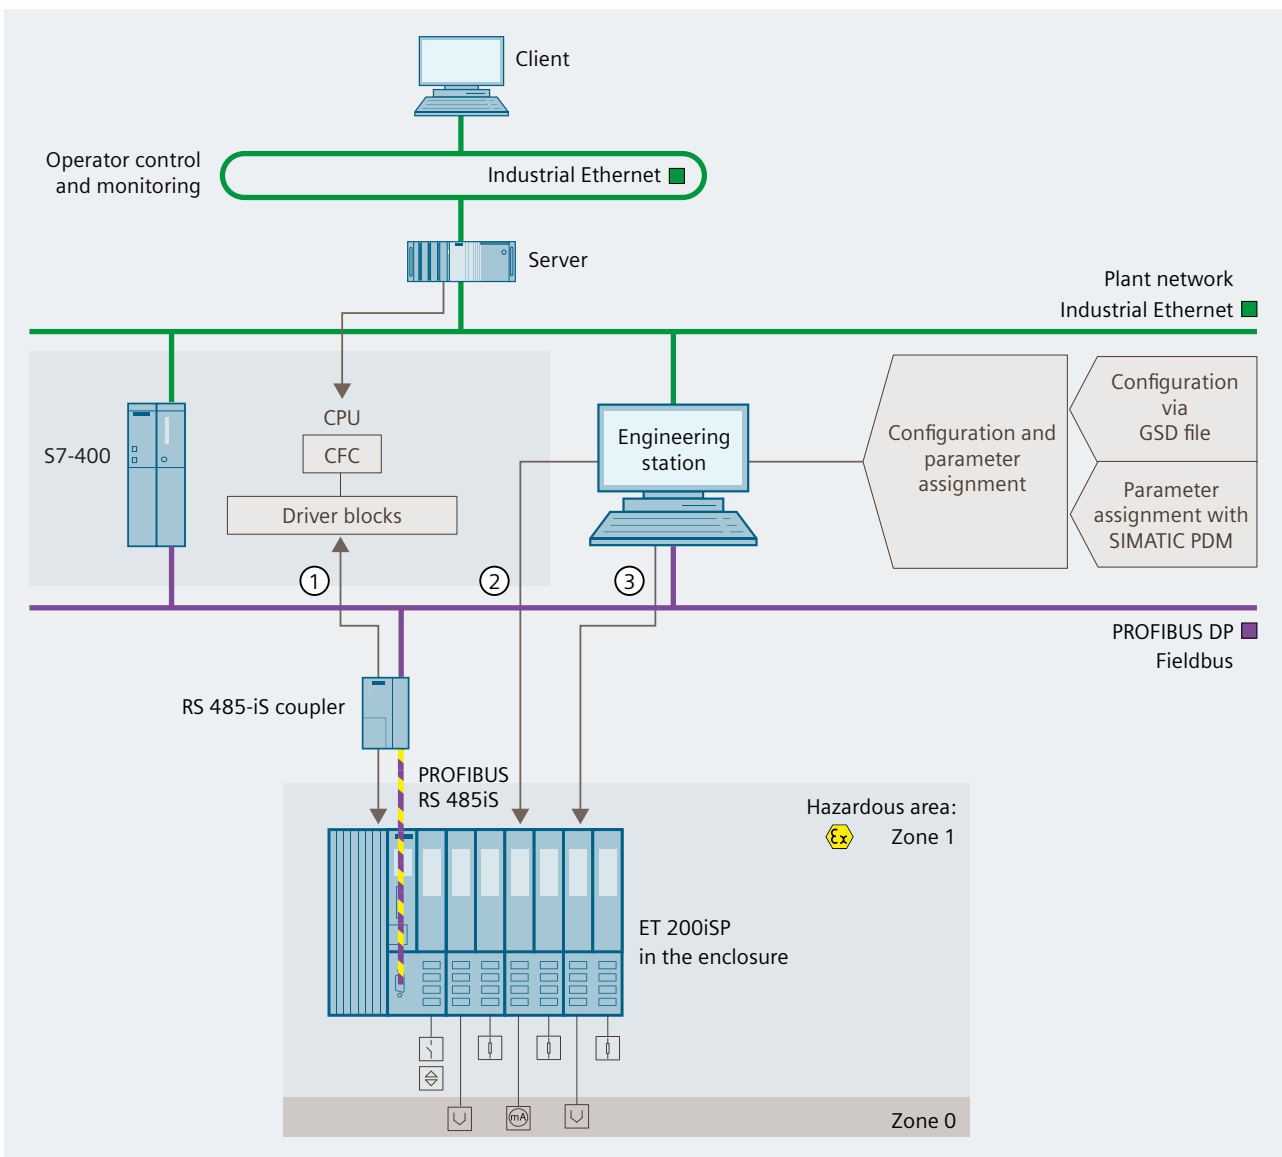 Client
Operator control
and monitoring
Industrial Ethernet
Server
Plant network
Industrial Ethernet
S7-400
CPU
CFC
Driver blocks
Engineering
station
Configuration and
parameter
assignment
Configuration
via
GSD file
Parameter
assignment with
SIMATIC PDM
1
2
3
PROFIBUS DP
Fieldbus
RS 485-iS coupler
PROFIBUS
RS 485iS
Hazardous area:
Ex Zone 1
ET 200iSP
in the enclosure
mA
Zone 0